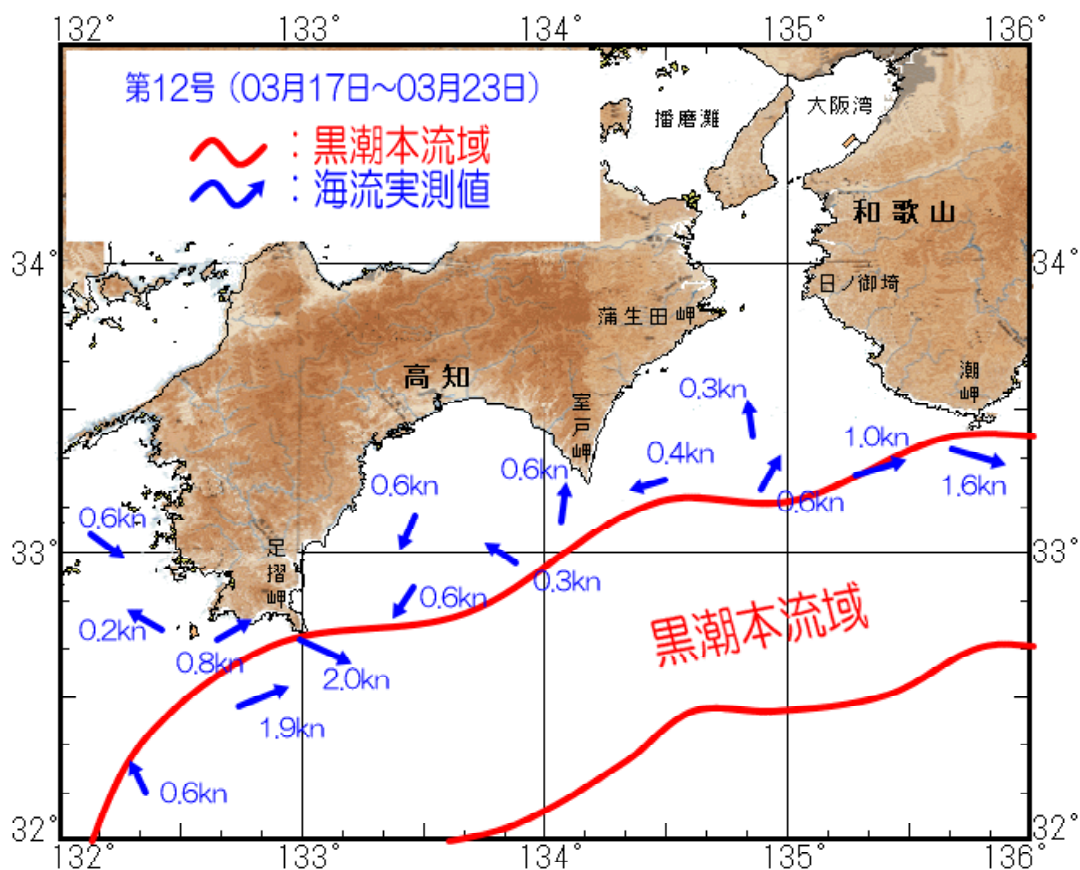 132° 133° 134° 135° 136°
第12号（03月17日～03月23日）
：黒潮本流域
：海流実測値
播磨灘
大阪湾
和歌山
34° 34°
日ノ御埼
蒲生田岬
潮岬
高知
室戸岬
0.3kn
1.0kn
0.4kn
0.6kn
0.6kn
1.6kn
0.6kn
0.6kn
33° 33°
足摺岬
0.3kn
0.6kn
0.2kn
黒潮本流域
0.8kn
2.0kn
1.9kn
0.6kn
32° 32°
132° 133° 134° 135° 136°